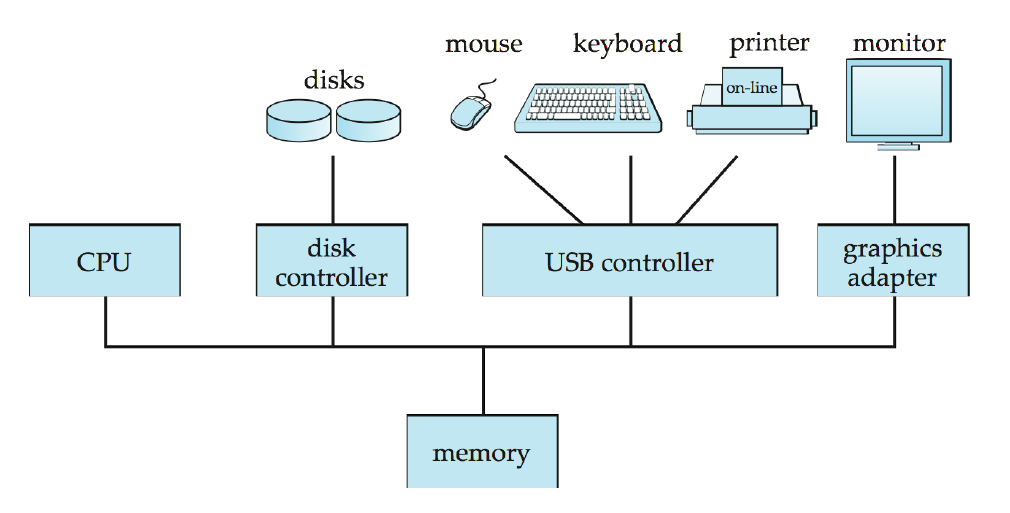 mouse
keyboard
printer
monitor
disks
on-line
CPU
disk
controller
USB controller
graphics
adapter
memory